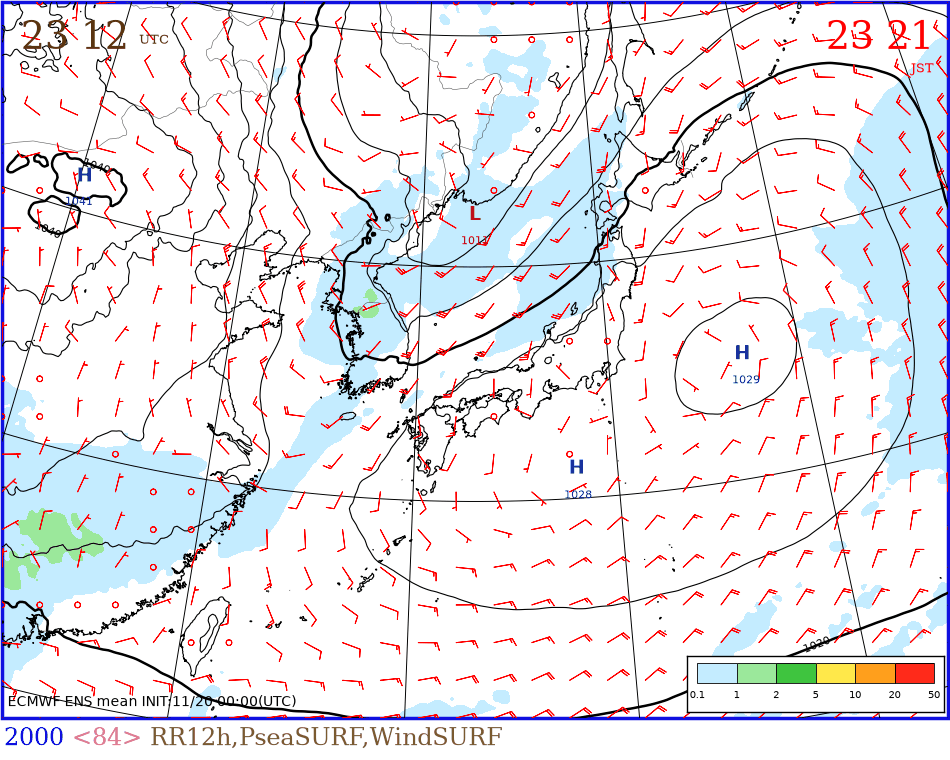 23 12 UTC
23 21 JST
1040
H
1041
1040
L
1011
H
1029
H
1028
1020
0.1 1 2 5 10 20 50
ECMWF ENS mean INIT:11/20 00:00(UTC)
2000 <84> RR12h,PseaSURF,WindSURF